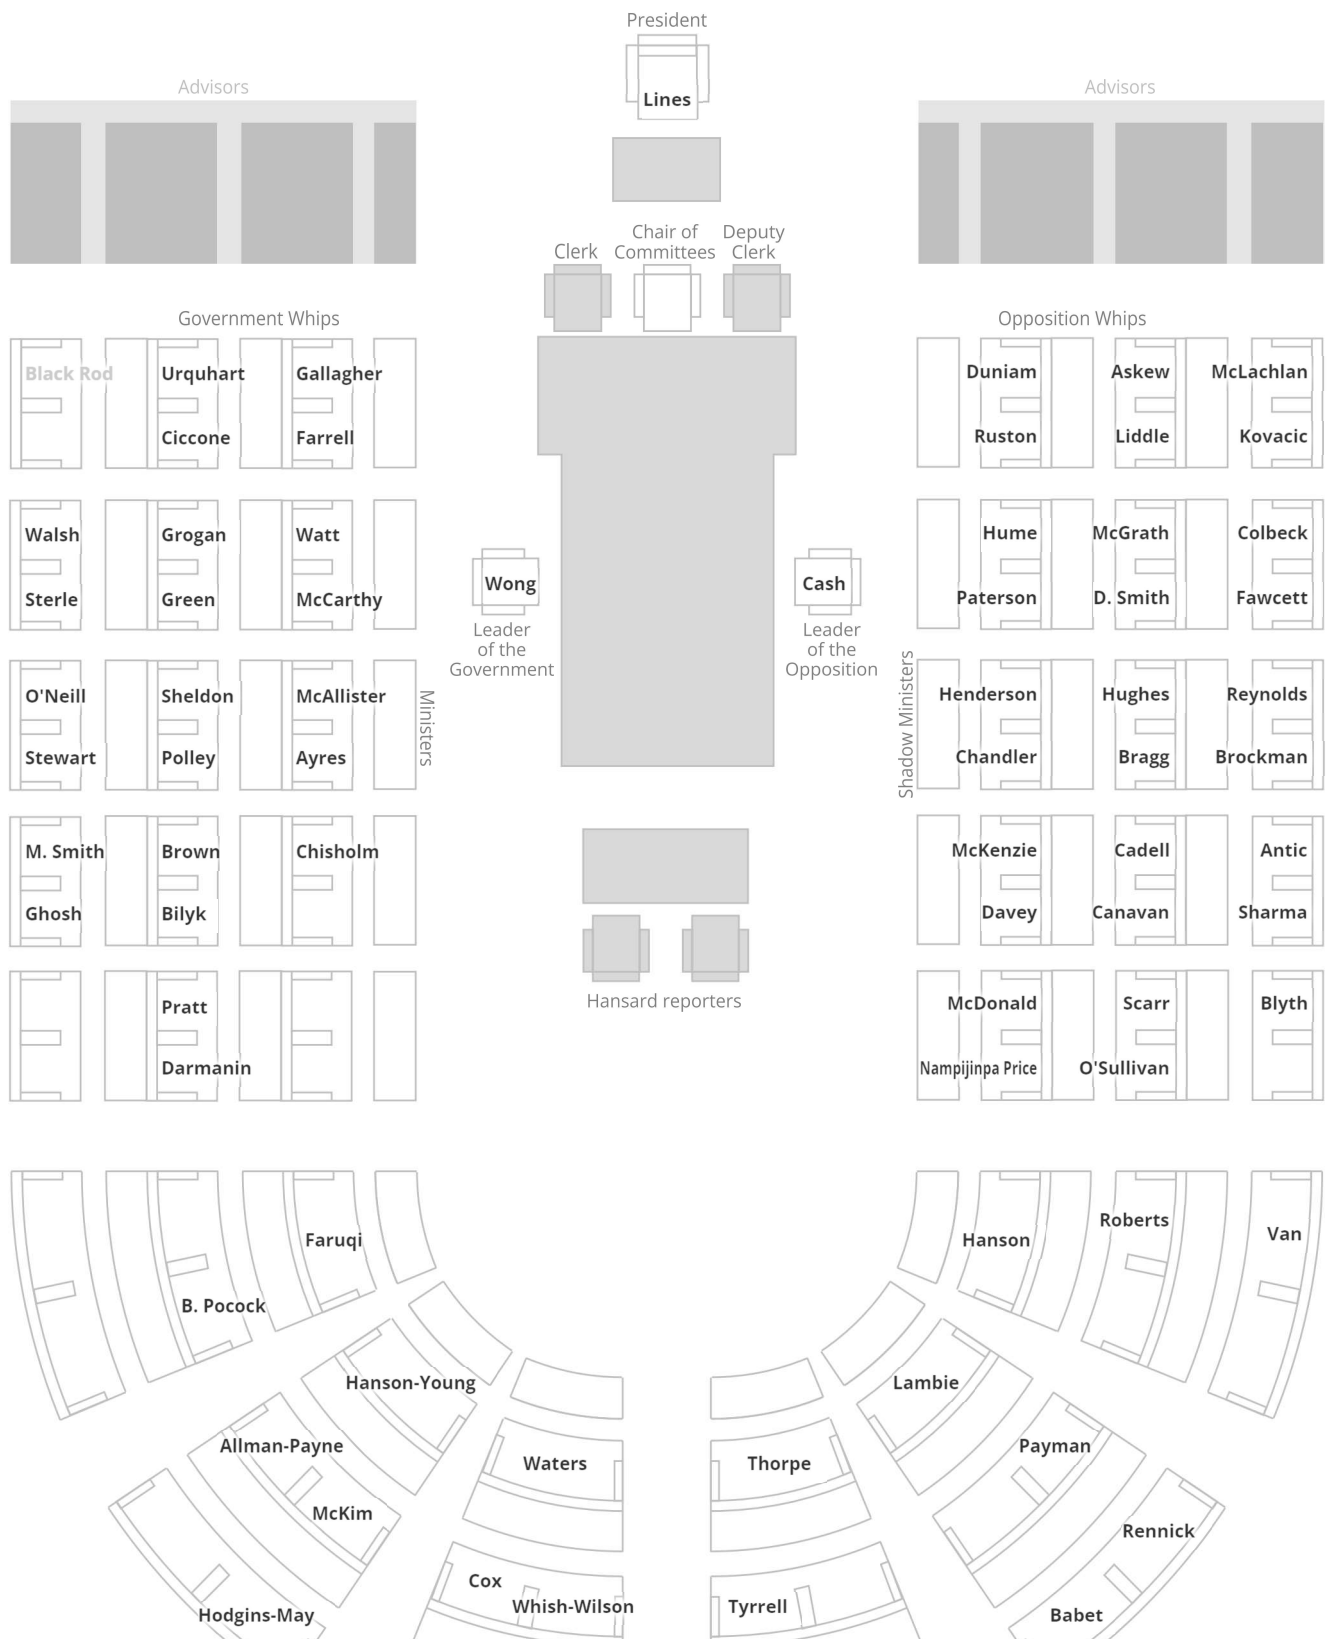 President
Lines
Advisors
Advisors
Clerk
Chair of
Committees
Deputy
Clerk
Government Whips
Opposition Whips
Black Rod
Urquhart
Gallagher
Duniam
Askew
McLachlan
Ciccone
Farrell
Ruston
Liddle
Kovacic
Walsh
Grogan
Watt
Hume
McGrath
Colbeck
Sterle
Green
McCarthy
Paterson
D. Smith
Fawcett
Wong
Cash
Leader
of the
Government
Leader
of the
Opposition
O'Neill
Sheldon
McAllister
Henderson
Hughes
Reynolds
Ministers
Shadow Ministers
Stewart
Polley
Ayres
Chandler
Bragg
Brockman
M. Smith
Brown
Chisholm
McKenzie
Cadell
Antic
Ghosh
Bilyk
Davey
Canavan
Sharma
Hansard reporters
Pratt
McDonald
Scarr
Blyth
Darmanin
Nampijinpa Price
O'Sullivan
Faruqi
Hanson
Roberts
Van
B. Pocock
Hanson-Young
Lambie
Allman-Payne
Waters
Thorpe
Payman
McKim
Rennick
Cox
Whish-Wilson
Tyrrell
Hodgins-May
Babet